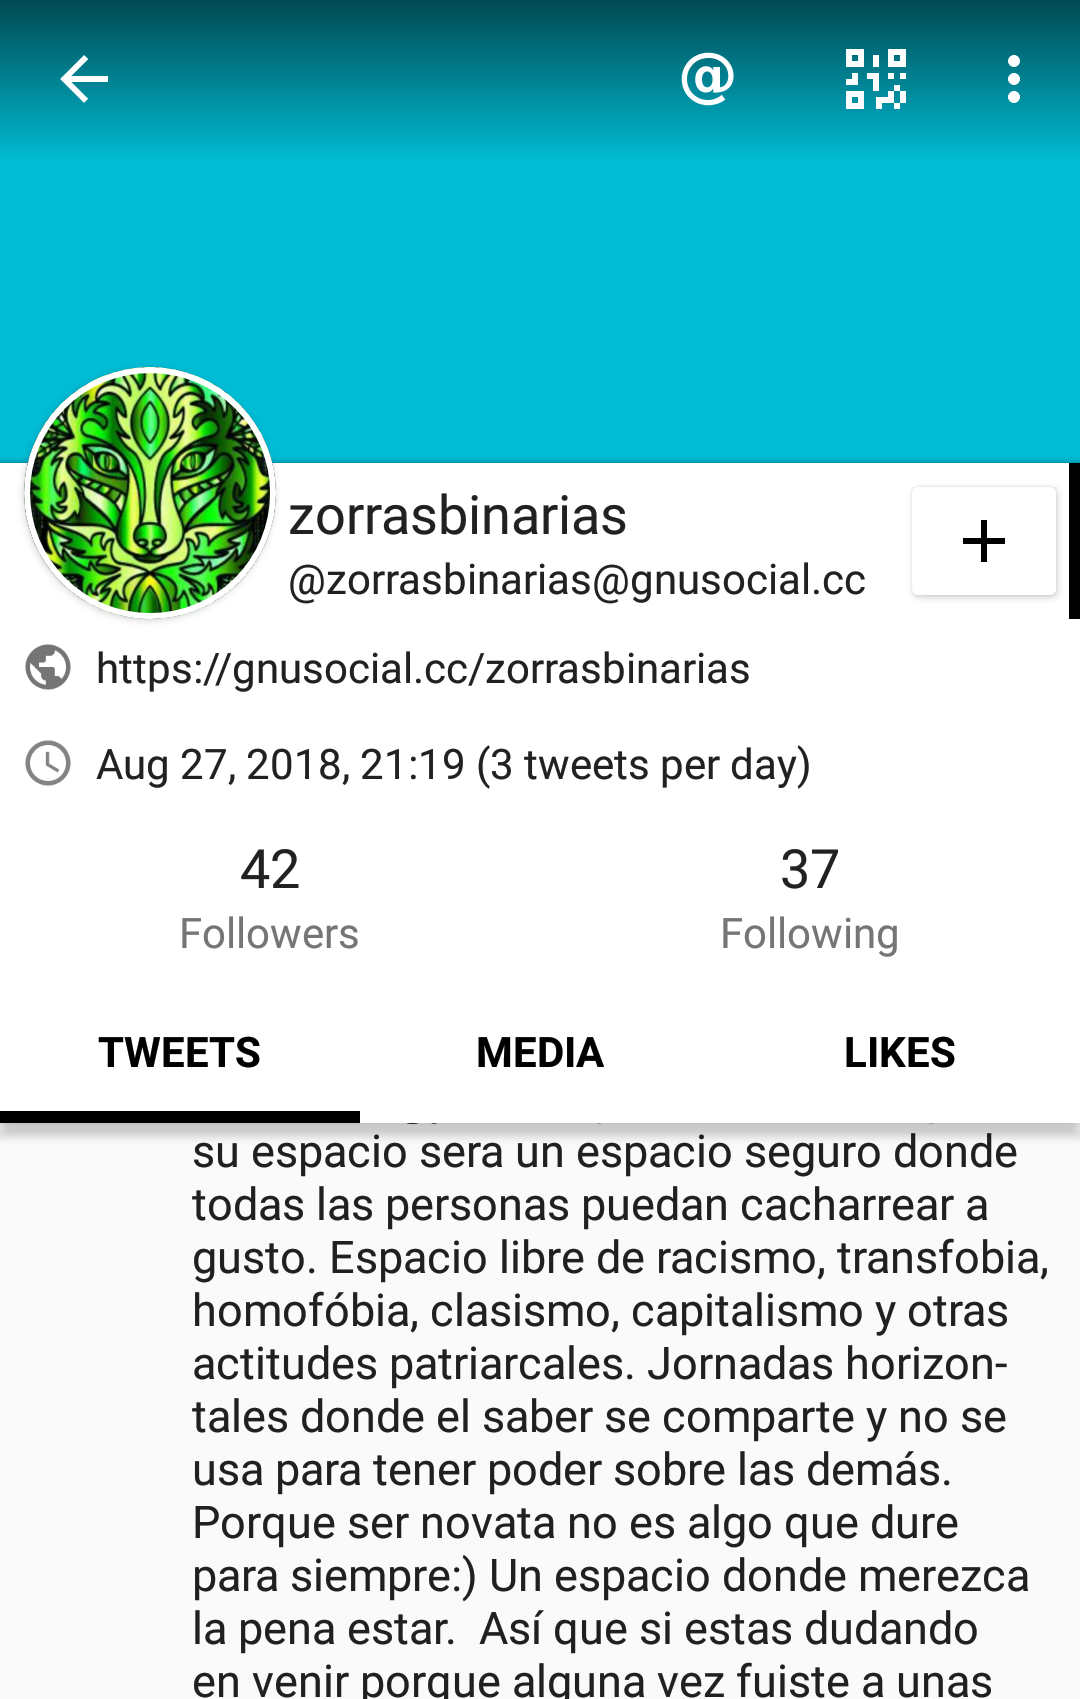 @
zorrasbinarias
@zorrasbinarias@gnusocial.cc
https://gnusocial.cc/zorrasbinarias
Aug 27, 2018, 21:19 (3 tweets per day)
42
37
Followers
Following
TWEETS
MEDIA
LIKES
su espacio sera un espacio seguro donde
todas las personas puedan cacharrear a
gusto. Espacio libre de racismo, transfobia,
homofóbia, clasismo, capitalismo y otras
actitudes patriarcales. Jornadas horizon-
tales donde el saber se comparte y no se
usa para tener poder sobre las demás.
Porque ser novata no es algo que dure
para siempre:) Un espacio donde merezca
la pena estar.  Así que si estas dudando
en venir porque alguna vez fuiste a unas